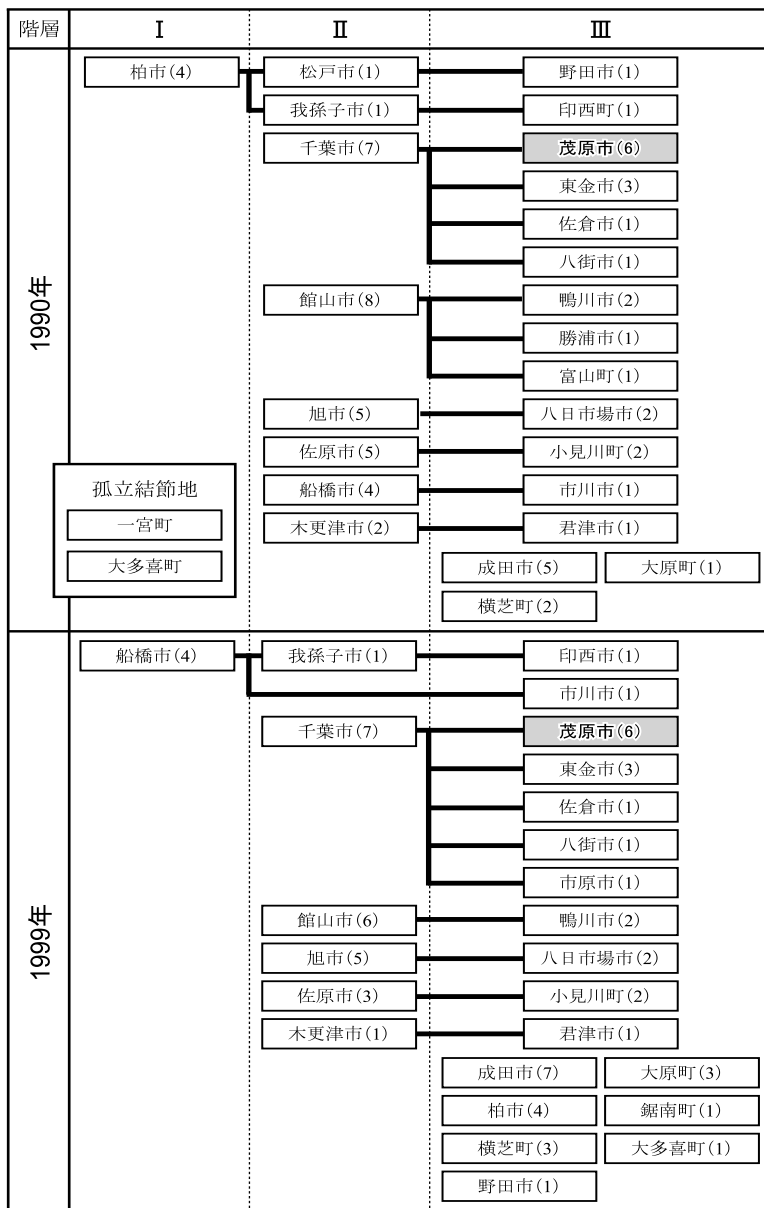 階層 Ⅰ Ⅱ Ⅲ
1990年
柏市(4) 松戸市(1) 野田市(1)
我孫子市(1) 印西町(1)
千葉市(7) 茂原市(6)
東金市(3)
佐倉市(1)
八街市(1)
館山市(8) 鴨川市(2)
勝浦市(1)
富山町(1)
旭市(5) 八日市場市(2)
佐原市(5) 小見川町(2)
船橋市(4) 市川市(1)
木更津市(2) 君津市(1)
成田市(5) 大原町(1)
横芝町(2)
孤立結節地
一宮町
大多喜町
1999年
船橋市(4) 我孫子市(1) 印西市(1)
市川市(1)
千葉市(7) 茂原市(6)
東金市(3)
佐倉市(1)
八街市(1)
市原市(1)
館山市(6) 鴨川市(2)
旭市(5) 八日市場市(2)
佐原市(3) 小見川町(2)
木更津市(1) 君津市(1)
成田市(7) 大原町(3)
柏市(4) 鋸南町(1)
横芝町(3) 大多喜町(1)
野田市(1)